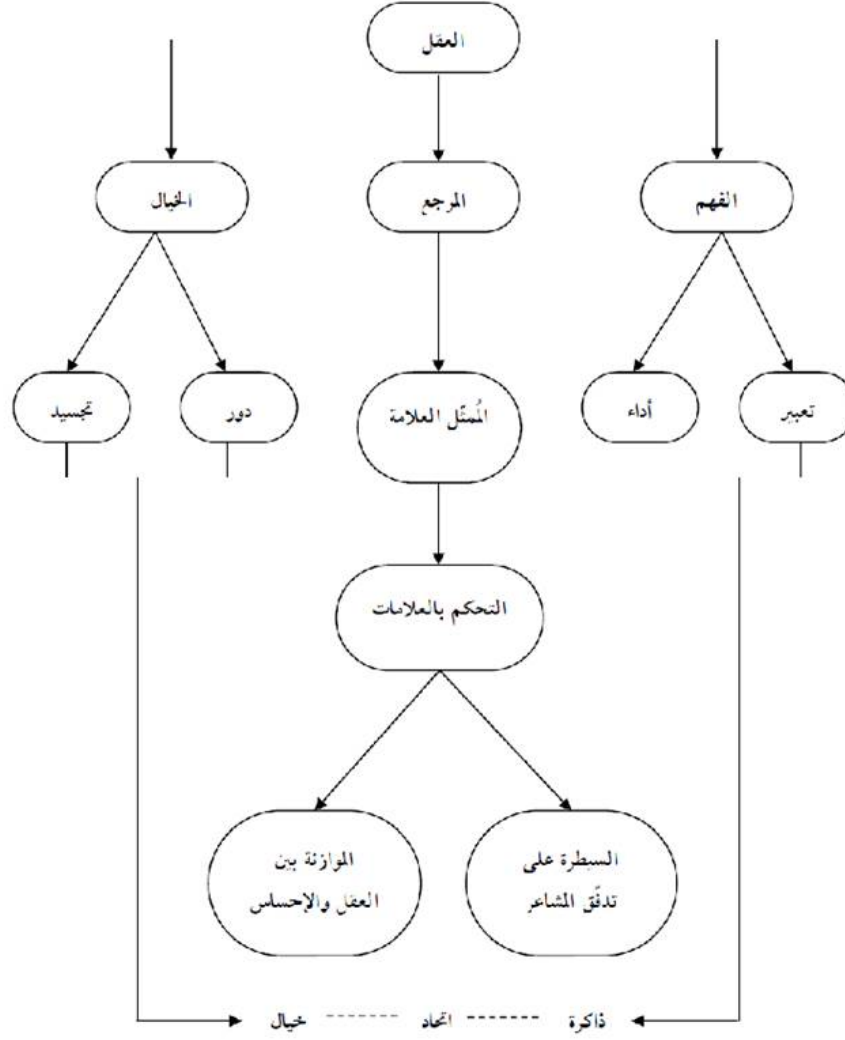 العقل
الفهم
المرجع
الخيال
تعبير
أداء
المُمثّل العلامة
دور
تجسيد
التحكم بالعلامات
السيطرة على
تدفّق المشاعر
الموازنة بين
العقل والإحساس
ذاكرة ------ اتحاد ------ خيال